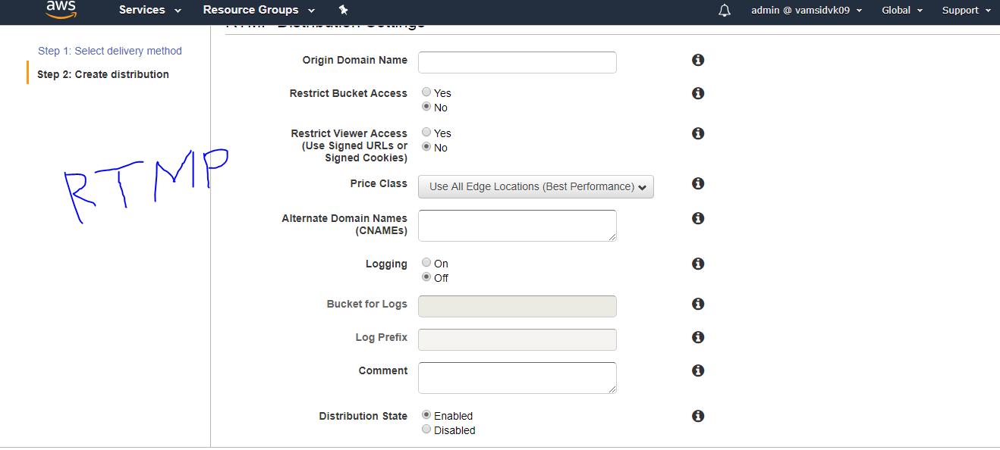 aws
Services
Resource Groups
admin @ vamsidvk09
Global
Support
RTMP Distribution Settings
Step 1: Select delivery method
Step 2: Create distribution
RTMP
Origin Domain Name
Restrict Bucket Access
Yes
No
Restrict Viewer Access
(Use Signed URLs or
Signed Cookies)
Yes
No
Price Class
Use All Edge Locations (Best Performance)
Alternate Domain Names
(CNAMEs)
Logging
On
Off
Bucket for Logs
Log Prefix
Comment
Distribution State
Enabled
Disabled